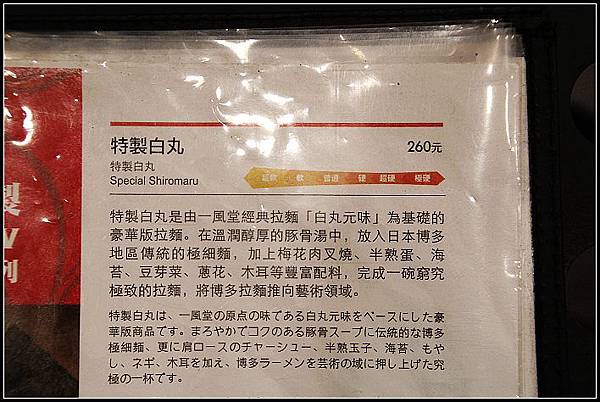 特製白丸 260元
特製白丸
Special Shiromaru
超軟 軟 普通 硬 超硬 極硬
特製白丸是由一風堂經典拉麵「白丸元味」為基礎的
豪華版拉麵。在溫潤醇厚的豚骨湯中，放入日本博多
地區傳統的極細麵，加上梅花肉叉燒、半熟蛋、海
苔、豆芽菜、蔥花、木耳等豐富配料，完成一碗窮究
極致的拉麵，將博多拉麵推向藝術領域。
特製白丸は、一風堂の原点の味である白丸元味をベースにした豪
華版商品です。まろやかでコクのある豚骨スープに伝統的な博多
極細麺、更に肩ロースのチャーシュー、半熟玉子、海苔、もや
し、ネギ、木耳を加え、博多ラーメンを芸術の域に押し上げた究
極の一杯です。
製
列